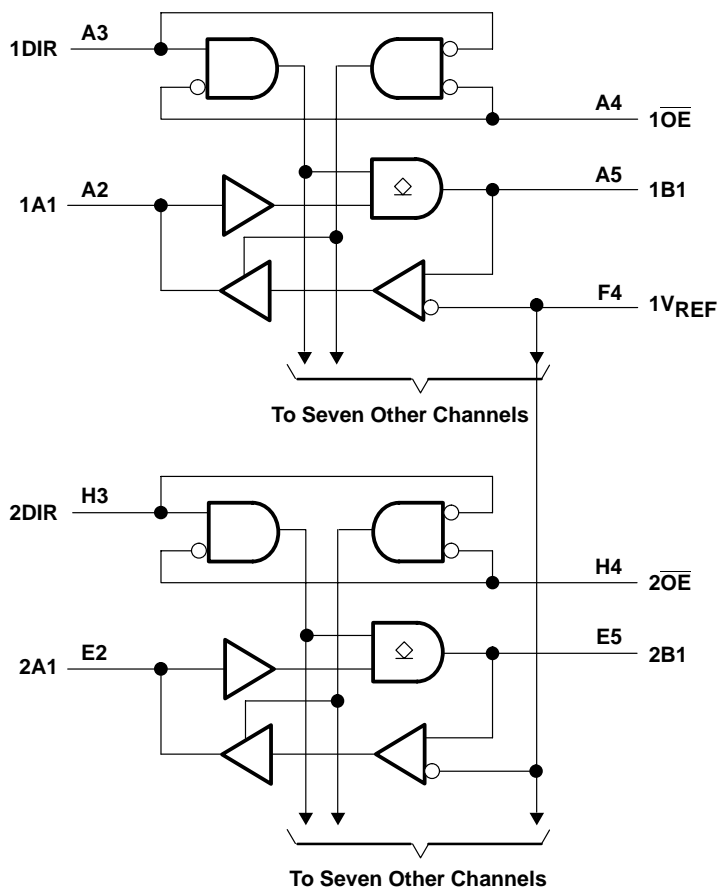 1DIR A3
A4 1OE
1A1 A2
A5 1B1
F4 1VREF
To Seven Other Channels
2DIR H3
H4 2OE
2A1 E2
E5 2B1
To Seven Other Channels